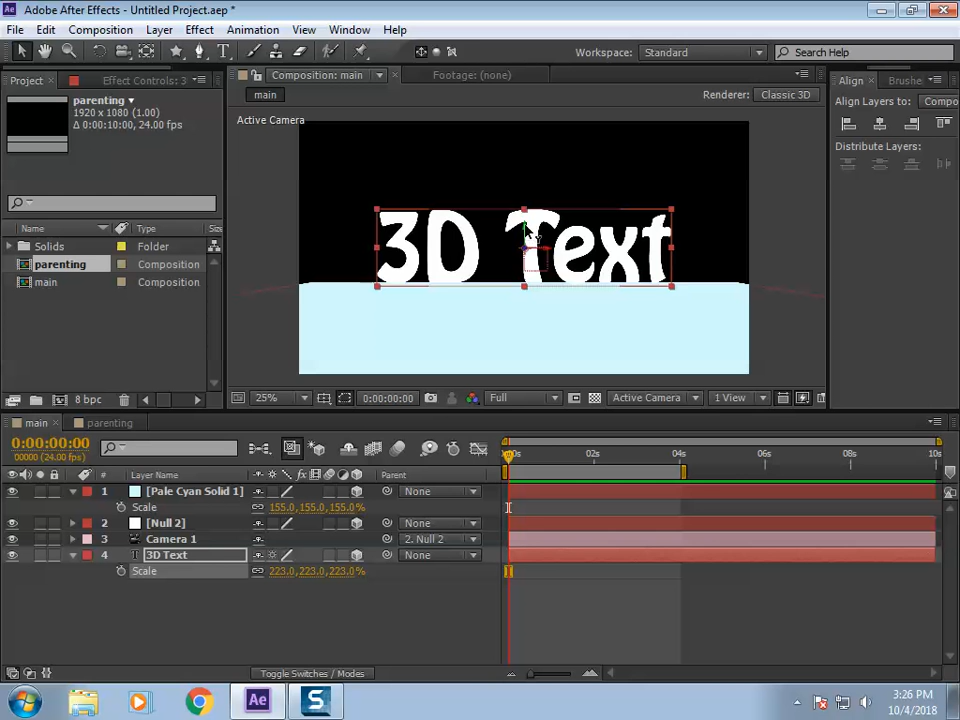 Adobe After Effects - Untitled Project.aep *
File Edit Composition Layer Effect Animation View Window Help
Workspace: Standard Search Help
Project Effect Controls: 3 Composition: main Footage: (none) Align Brushe
parenting
1920 x 1080 (1.00)
Δ 0:00:10:00, 24.00 fps
main Renderer: Classic 3D
Align Layers to: Compo
Distribute Layers:
Active Camera
3D Text
Name Type
Solids Folder
parenting Composition
main Composition
8 bpc
25% 0:00:00:00 Full Active Camera 1 View
main parenting
0:00:00:00
00000 (24.00 fps)
# Layer Name Parent
02s 04s 06s 08s 10s
1 [Pale Cyan Solid 1] None
Scale 155.0,155.0,155.0%
2 [Null 2] None
3 Camera 1 2. Null 2
4 3D Text None
Scale 223.0,223.0,223.0%
Toggle Switches / Modes
Ae S
3:26 PM
10/4/2018